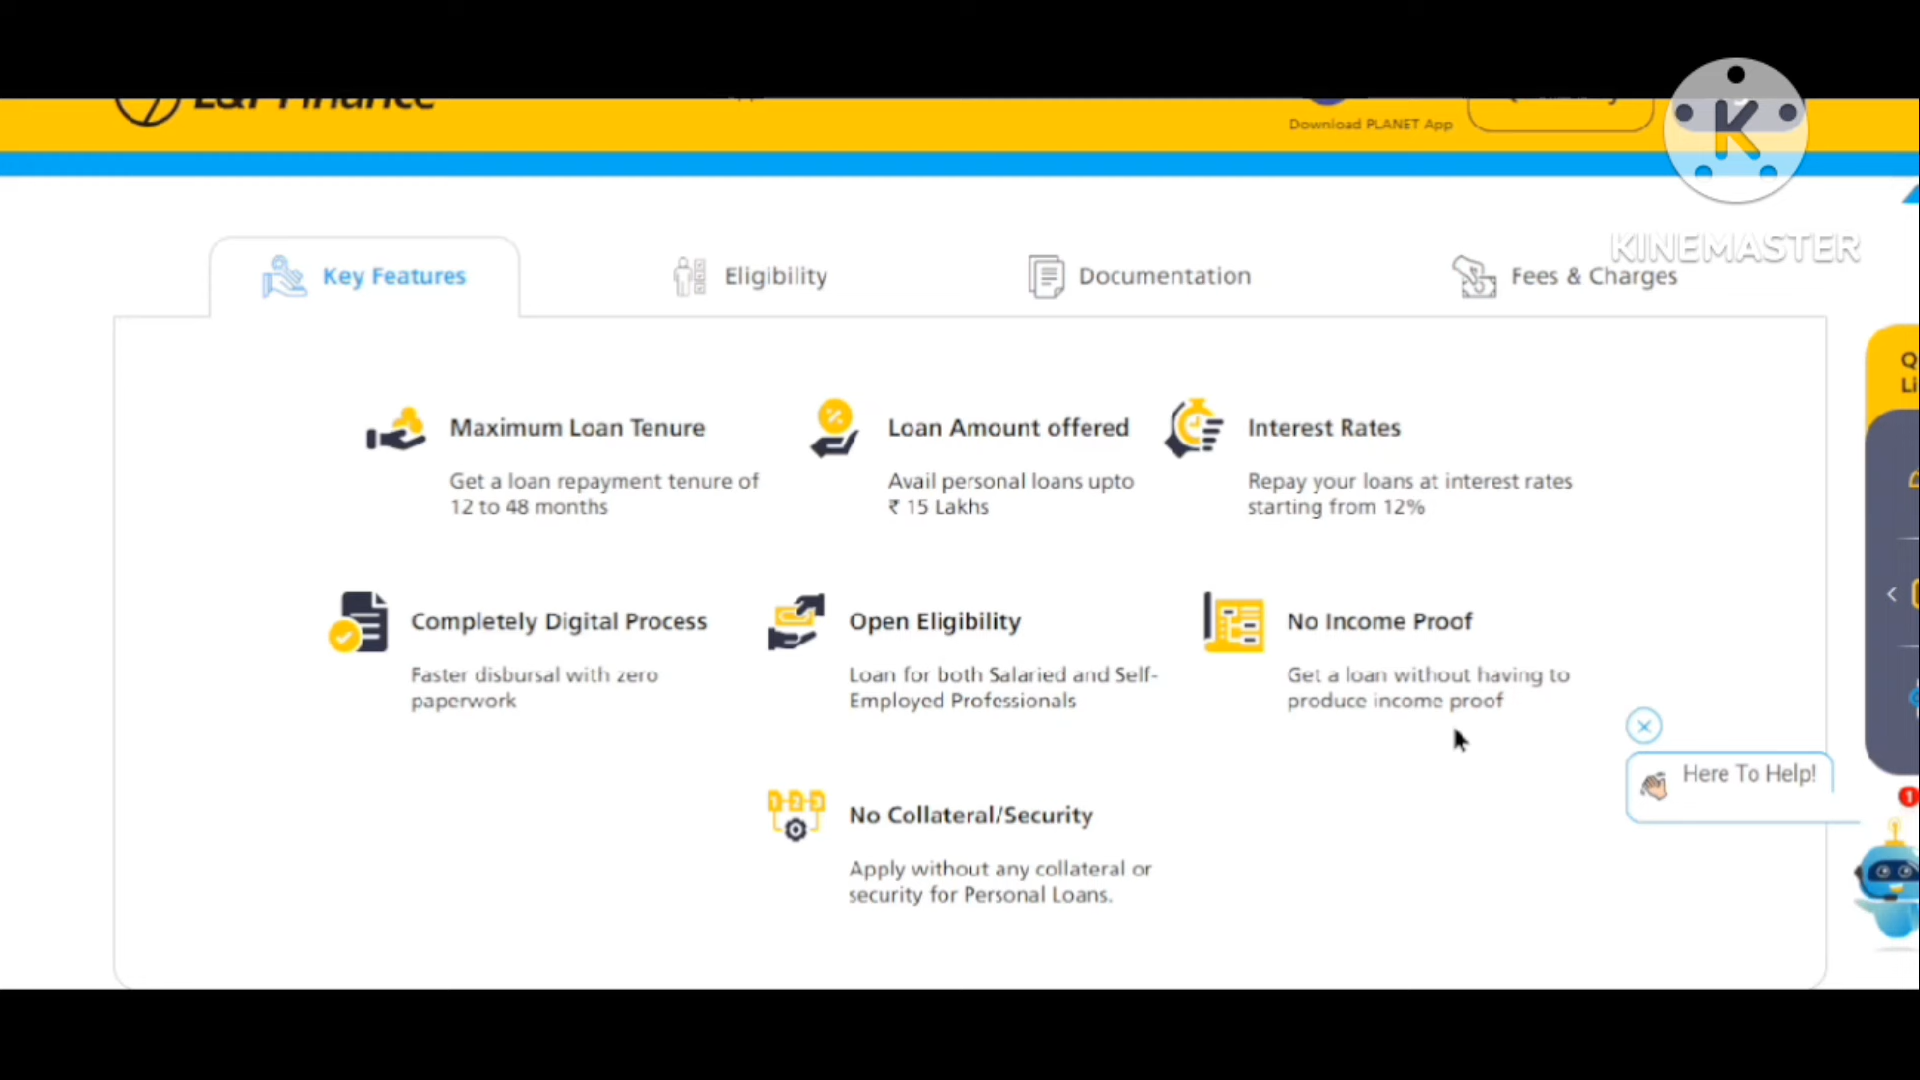 L&T Finance
Download PLANET App
K
KINEMASTER
Key Features
Eligibility
Documentation
Fees & Charges
Maximum Loan Tenure
Get a loan repayment tenure of
12 to 48 months
Loan Amount offered
Avail personal loans upto
₹ 15 Lakhs
Interest Rates
Repay your loans at interest rates
starting from 12%
Completely Digital Process
Faster disbursal with zero
paperwork
Open Eligibility
Loan for both Salaried and Self-
Employed Professionals
No Income Proof
Get a loan without having to
produce income proof
No Collateral/Security
Apply without any collateral or
security for Personal Loans.
Here To Help!
1